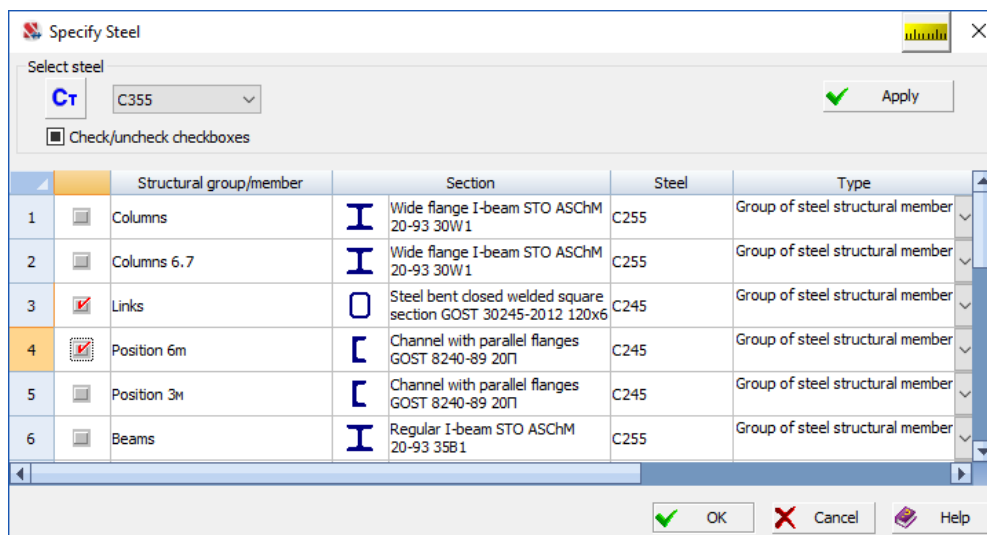 Specify Steel
Select steel
Ст
C355
Apply
Check/uncheck checkboxes
Structural group/member Section Steel Type
1 Columns Wide flange I-beam STO ASChM 20-93 30W1 C255 Group of steel structural member
2 Columns 6.7 Wide flange I-beam STO ASChM 20-93 30W1 C255 Group of steel structural member
3 Links Steel bent closed welded square section GOST 30245-2012 120x6 C245 Group of steel structural member
4 Position 6m Channel with parallel flanges GOST 8240-89 20П C245 Group of steel structural member
5 Position 3м Channel with parallel flanges GOST 8240-89 20П C245 Group of steel structural member
6 Beams Regular I-beam STO ASChM 20-93 35B1 C255 Group of steel structural member
OK Cancel Help